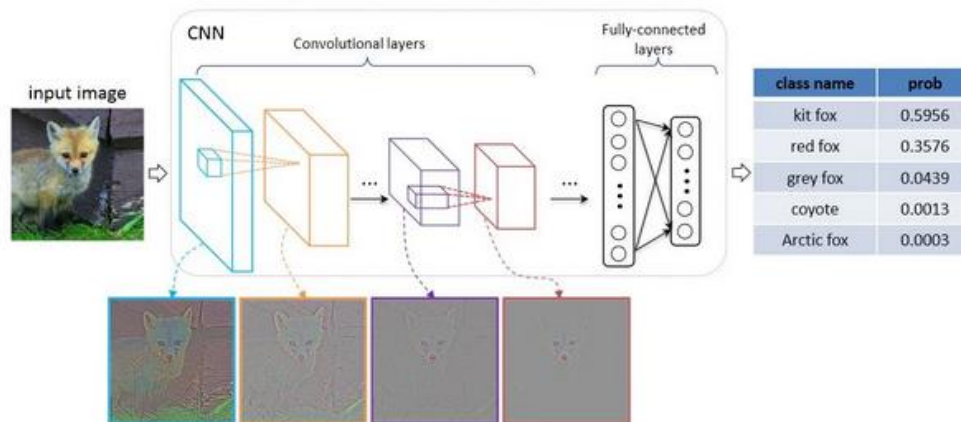 CNN
Convolutional layers
Fully-connected
layers
input image
...
...
class name prob
kit fox 0.5956
red fox 0.3576
grey fox 0.0439
coyote 0.0013
Arctic fox 0.0003